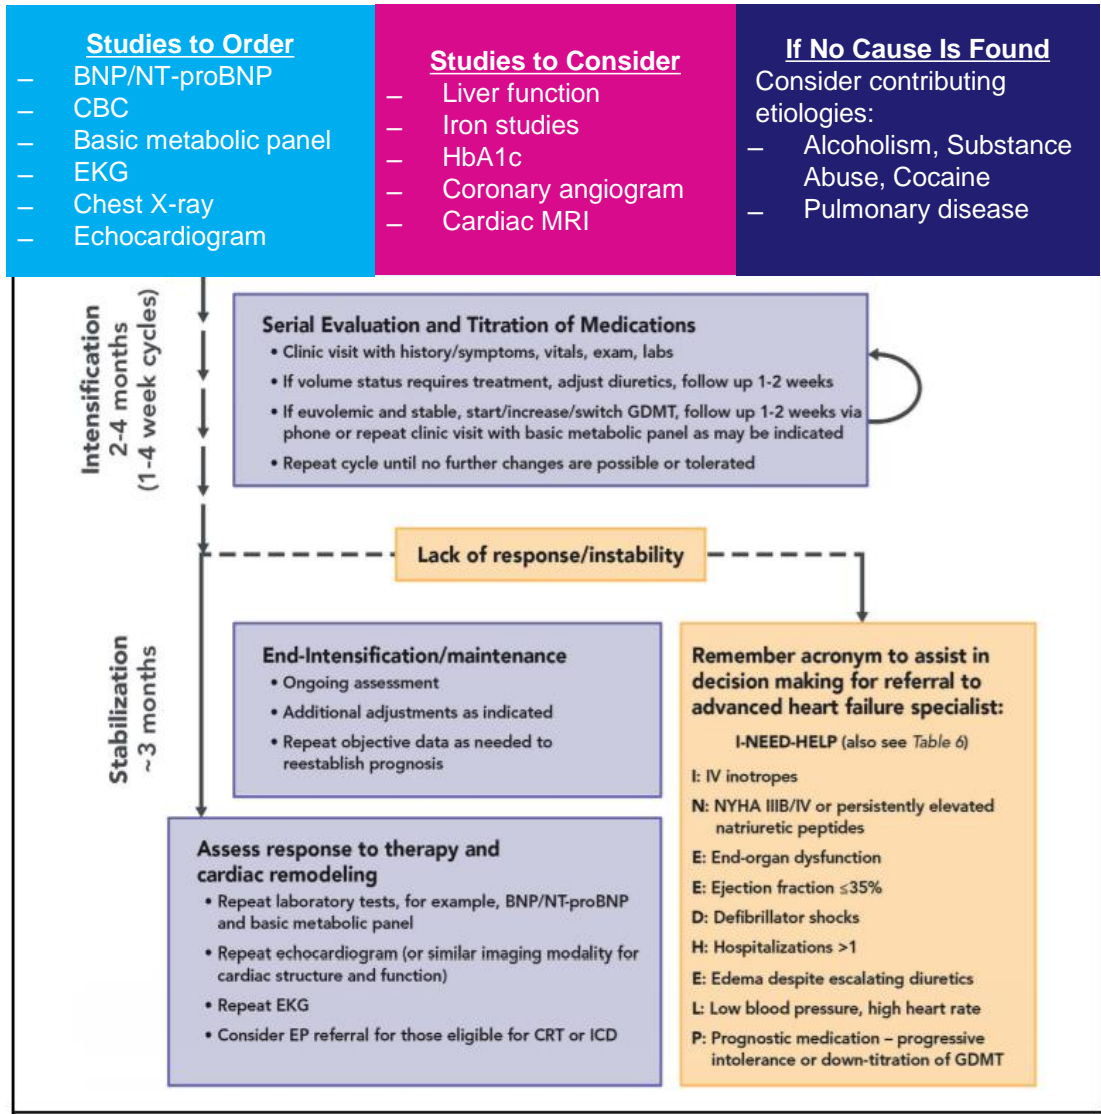 Studies to Order
– BNP/NT-proBNP
– CBC
– Basic metabolic panel
– EKG
– Chest X-ray
– Echocardiogram
Studies to Consider
– Liver function
– Iron studies
– HbA1c
– Coronary angiogram
– Cardiac MRI
If No Cause Is Found
Consider contributing
etiologies:
– Alcoholism, Substance
Abuse, Cocaine
– Pulmonary disease
Intensification
2-4 months
(1-4 week cycles)
Serial Evaluation and Titration of Medications
• Clinic visit with history/symptoms, vitals, exam, labs
• If volume status requires treatment, adjust diuretics, follow up 1-2 weeks
• If euvolemic and stable, start/increase/switch GDMT, follow up 1-2 weeks via
phone or repeat clinic visit with basic metabolic panel as may be indicated
• Repeat cycle until no further changes are possible or tolerated
Lack of response/instability
Stabilization
~3 months
End-Intensification/maintenance
• Ongoing assessment
• Additional adjustments as indicated
• Repeat objective data as needed to
reestablish prognosis
Assess response to therapy and
cardiac remodeling
• Repeat laboratory tests, for example, BNP/NT-proBNP
and basic metabolic panel
• Repeat echocardiogram (or similar imaging modality for
cardiac structure and function)
• Repeat EKG
• Consider EP referral for those eligible for CRT or ICD
Remember acronym to assist in
decision making for referral to
advanced heart failure specialist:
I-NEED-HELP (also see Table 6)
I: IV inotropes
N: NYHA IIIB/IV or persistently elevated
natriuretic peptides
E: End-organ dysfunction
E: Ejection fraction ≤35%
D: Defibrillator shocks
H: Hospitalizations >1
E: Edema despite escalating diuretics
L: Low blood pressure, high heart rate
P: Prognostic medication – progressive
intolerance or down-titration of GDMT